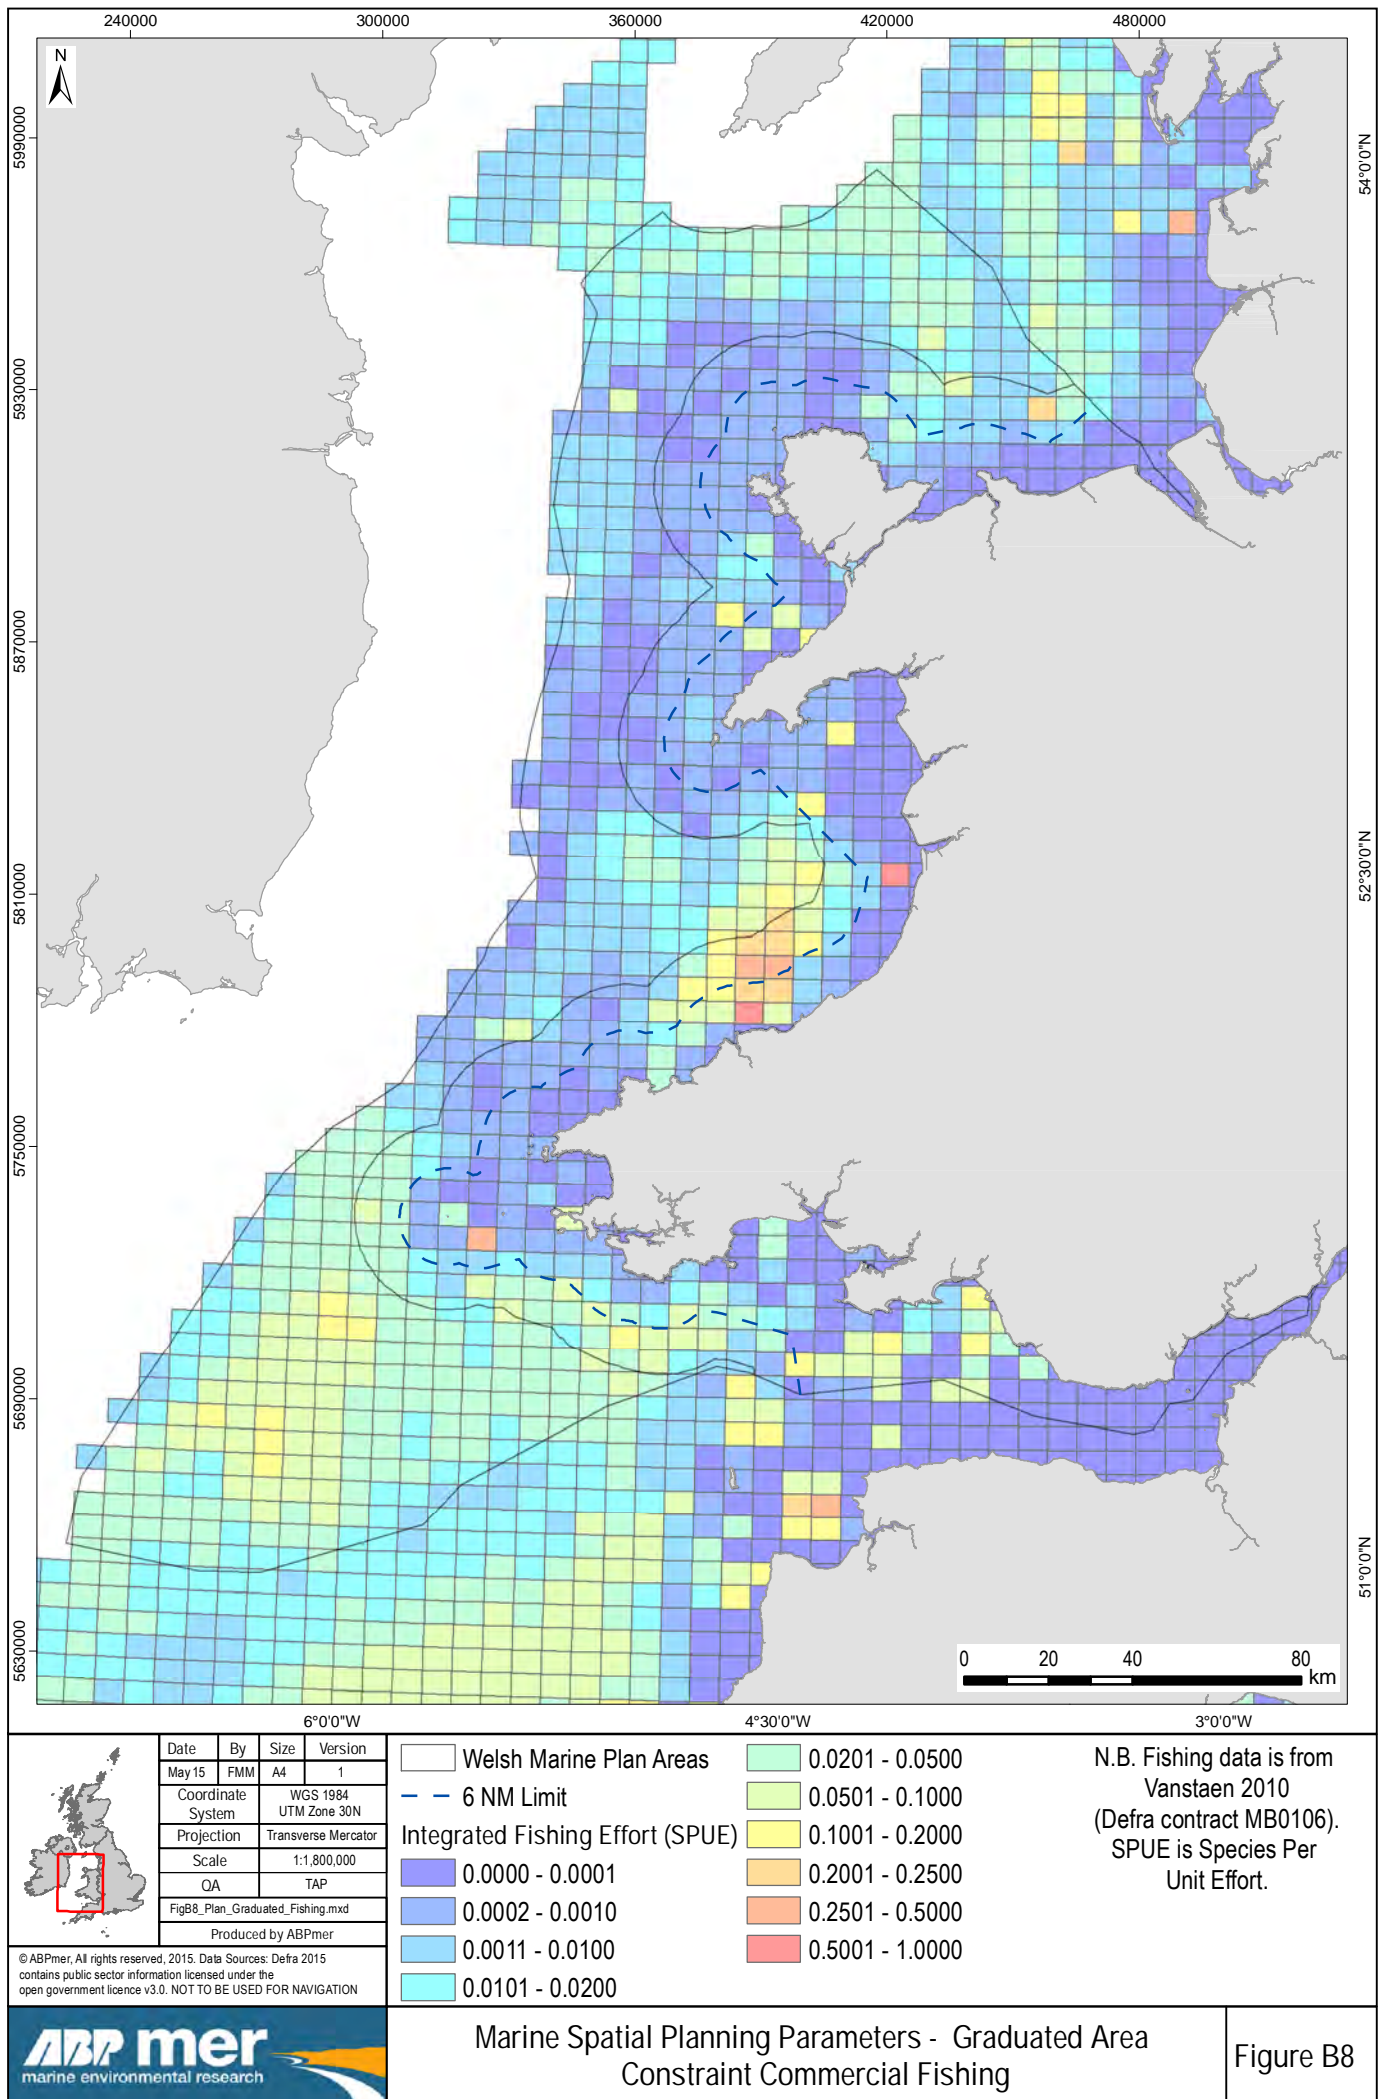 240000 300000 360000 420000 480000
N
5990000
5930000
5870000
5810000
5750000
5690000
5630000
54°0'0"N
52°30'0"N
51°0'0"N
0 20 40 80
km
6°0'0"W 4°30'0"W 3°0'0"W
Date By Size Version
May 15 FMM A4 1
Coordinate System WGS 1984 UTM Zone 30N
Projection Transverse Mercator
Scale 1:1,800,000
QA TAP
FigB8_Plan_Graduated_Fishing.mxd
Produced by ABPmer
© ABPmer, All rights reserved, 2015. Data Sources: Defra 2015
contains public sector information licensed under the
open government licence v3.0. NOT TO BE USED FOR NAVIGATION
Welsh Marine Plan Areas
6 NM Limit
Integrated Fishing Effort (SPUE)
0.0000 - 0.0001
0.0002 - 0.0010
0.0011 - 0.0100
0.0101 - 0.0200
0.0201 - 0.0500
0.0501 - 0.1000
0.1001 - 0.2000
0.2001 - 0.2500
0.2501 - 0.5000
0.5001 - 1.0000
N.B. Fishing data is from
Vanstaen 2010
(Defra contract MB0106).
SPUE is Species Per
Unit Effort.
ABP mer
marine environmental research
Marine Spatial Planning Parameters - Graduated Area
Constraint Commercial Fishing
Figure B8